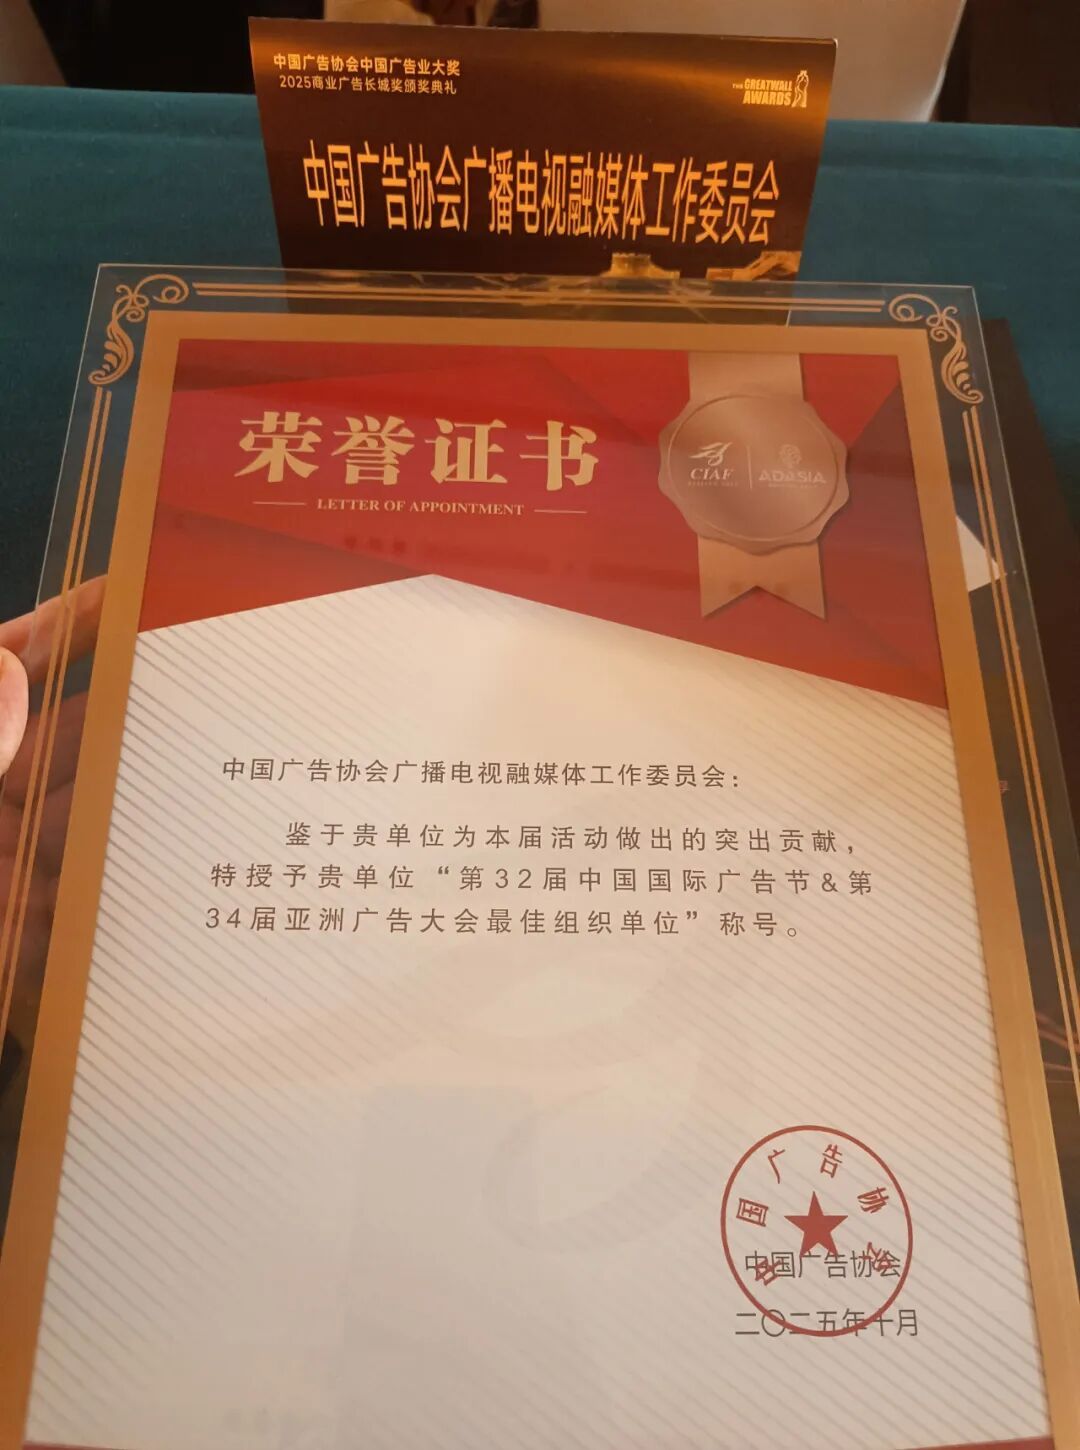 中国广告协会中国广告业大奖
2025商业广告长城奖颁奖典礼
THE GREATWALL
AWARDS
中国广告协会广播电视融媒体工作委员会
荣誉证书
LETTER OF APPOINTMENT
CIAF
ADASIA
中国广告协会广播电视融媒体工作委员会：
鉴于贵单位为本届活动做出的突出贡献，
特授予贵单位“第32届中国国际广告节&第
34届亚洲广告大会最佳组织单位”称号。
中国广告协会
中国广告协会
二〇二五年十月